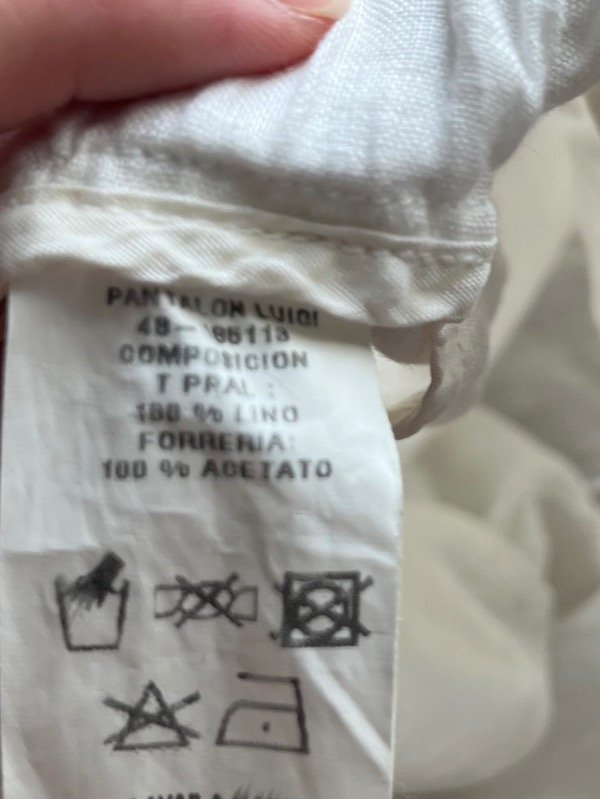 PANTALON LUIGI
COMPOSICION
T PRAL :
100 % LINO
FORRERIA:
100 % ACETATO